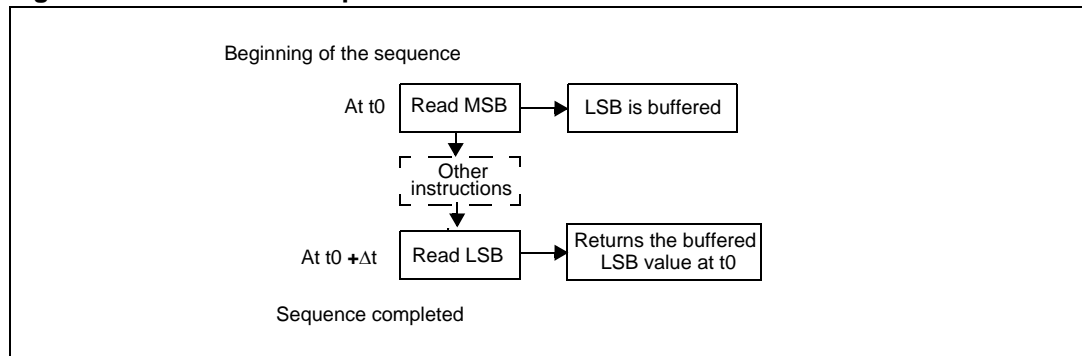 Beginning of the sequence
At t0
Read MSB
LSB is buffered
Other
instructions
At t0 +Δt
Read LSB
Returns the buffered
LSB value at t0
Sequence completed